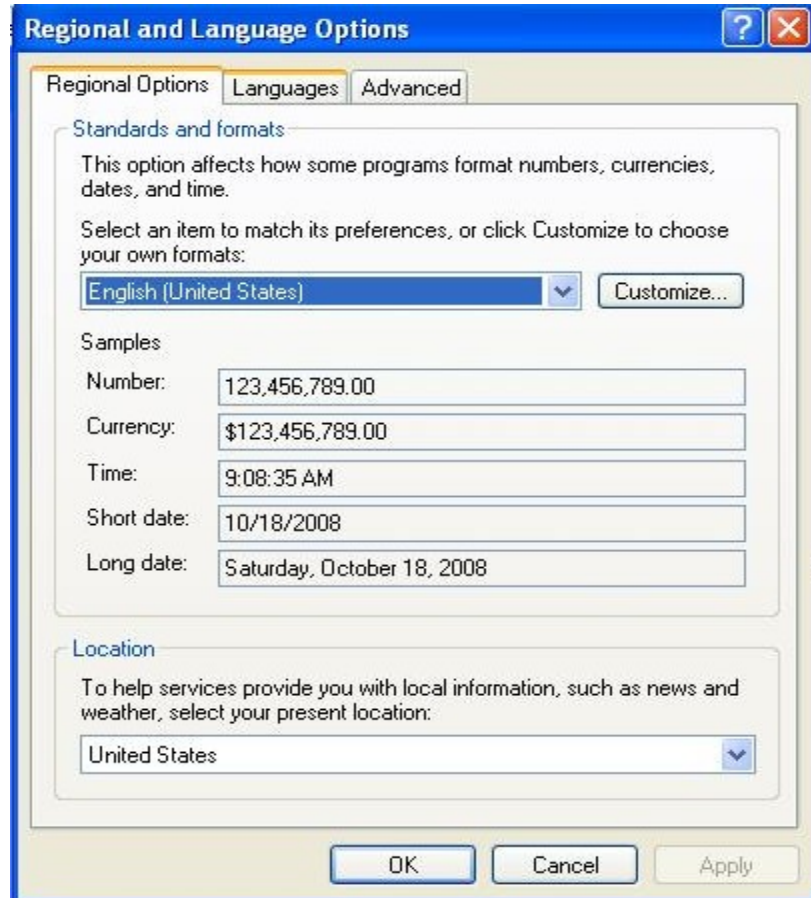 Regional and Language Options
Regional Options Languages Advanced
Standards and formats
This option affects how some programs format numbers, currencies,
dates, and time.
Select an item to match its preferences, or click Customize to choose
your own formats:
English (United States) Customize...
Samples
Number: 123,456,789.00
Currency: $123,456,789.00
Time: 9:08:35 AM
Short date: 10/18/2008
Long date: Saturday, October 18, 2008
Location
To help services provide you with local information, such as news and
weather, select your present location:
United States
OK Cancel Apply